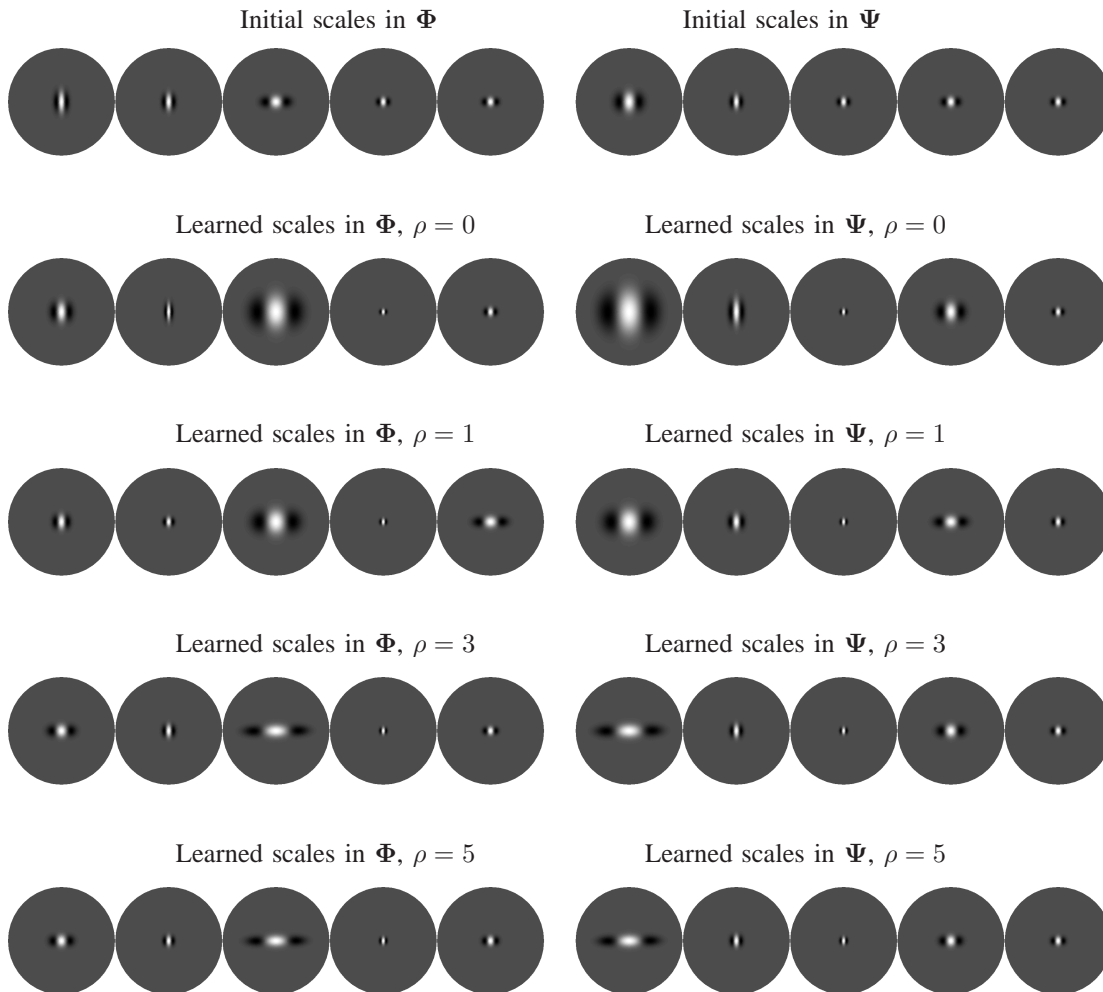 Initial scales in Φ
Initial scales in Ψ
Learned scales in Φ, ρ = 0
Learned scales in Ψ, ρ = 0
Learned scales in Φ, ρ = 1
Learned scales in Ψ, ρ = 1
Learned scales in Φ, ρ = 3
Learned scales in Ψ, ρ = 3
Learned scales in Φ, ρ = 5
Learned scales in Ψ, ρ = 5